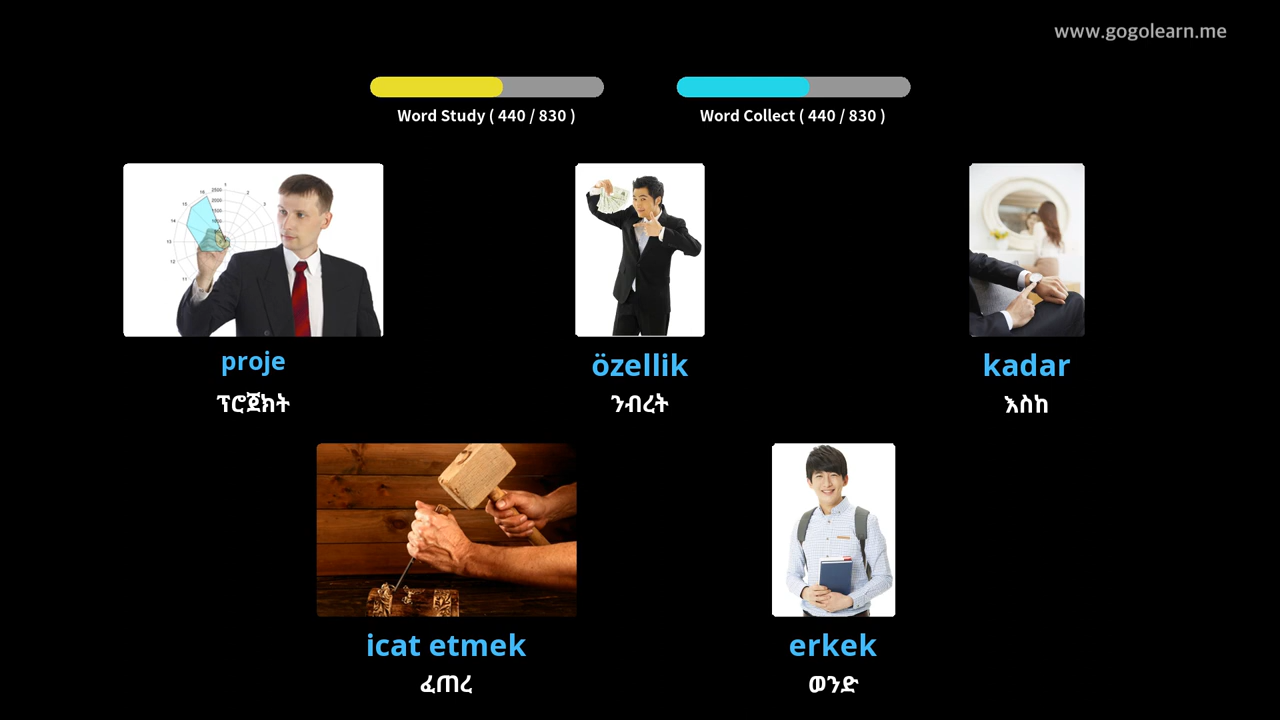 www.gogolearn.me
Word Study ( 440 / 830 )
Word Collect ( 440 / 830 )
proje
özellik
kadar
ፕሮጀክት
ንብረት
እስከ
icat etmek
erkek
ፈጠረ
ወንድ